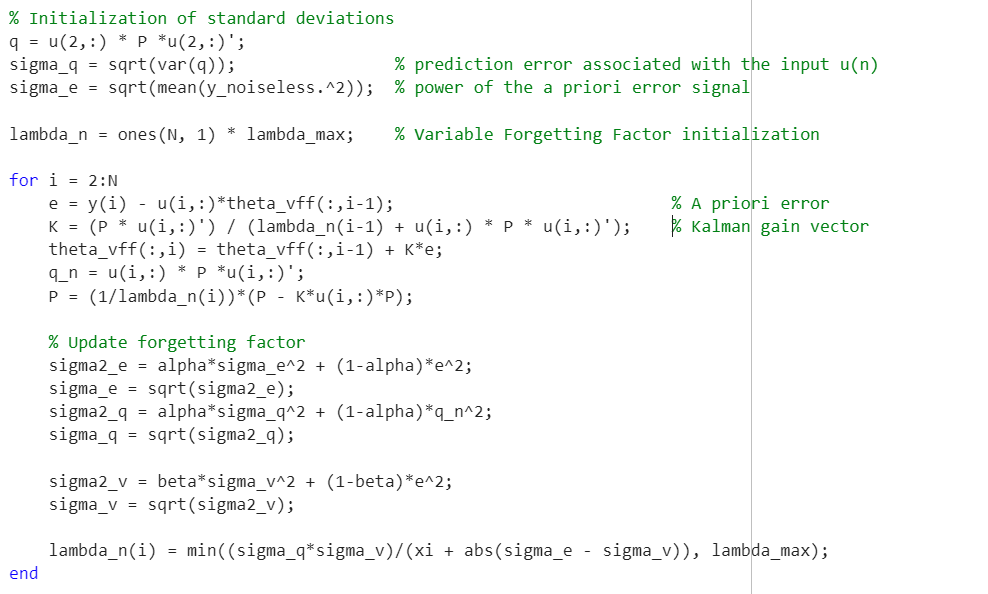 % Initialization of standard deviations
q = u(2,:) * P *u(2,:)';
sigma_q = sqrt(var(q)); % prediction error associated with the input u(n)
sigma_e = sqrt(mean(y_noiseless.^2)); % power of the a priori error signal
lambda_n = ones(N, 1) * lambda_max; % Variable Forgetting Factor initialization
for i = 2:N
e = y(i) - u(i,:)*theta_vff(:,i-1); % A priori error
K = (P * u(i,:)') / (lambda_n(i-1) + u(i,:) * P * u(i,:)'); % Kalman gain vector
theta_vff(:,i) = theta_vff(:,i-1) + K*e;
q_n = u(i,:) * P *u(i,:)';
P = (1/lambda_n(i))*(P - K*u(i,:)*P);
% Update forgetting factor
sigma2_e = alpha*sigma_e^2 + (1-alpha)*e^2;
sigma_e = sqrt(sigma2_e);
sigma2_q = alpha*sigma_q^2 + (1-alpha)*q_n^2;
sigma_q = sqrt(sigma2_q);
sigma2_v = beta*sigma_v^2 + (1-beta)*e^2;
sigma_v = sqrt(sigma2_v);
lambda_n(i) = min((sigma_q*sigma_v)/(xi + abs(sigma_e - sigma_v)), lambda_max);
end